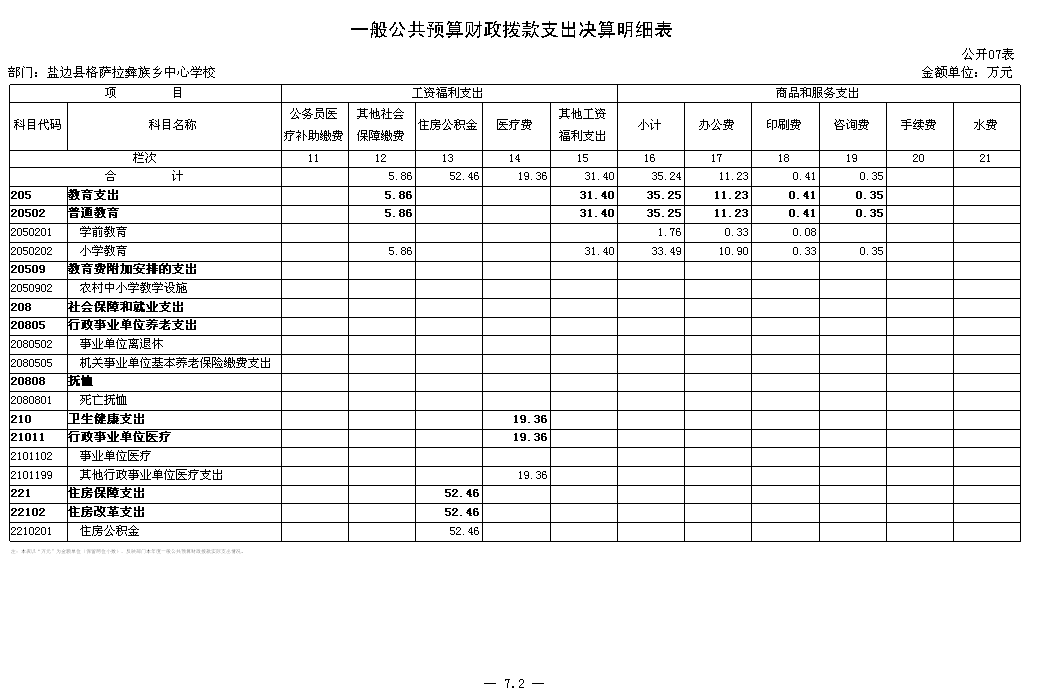 一般公共预算财政拨款支出决算明细表
公开07表
部门：盐边县格萨拉彝族乡中心学校 金额单位：万元
项 目 工资福利支出 商品和服务支出
科目代码 科目名称 公务员医疗补助缴费 其他社会保障缴费 住房公积金 医疗费 其他工资福利支出 小计 办公费 印刷费 咨询费 手续费 水费
栏次 11 12 13 14 15 16 17 18 19 20 21
合 计 5.86 52.46 19.36 31.40 35.24 11.23 0.41 0.35
205 教育支出 5.86 31.40 35.25 11.23 0.41 0.35
20502 普通教育 5.86 31.40 35.25 11.23 0.41 0.35
2050201 学前教育 1.76 0.33 0.08
2050202 小学教育 5.86 31.40 33.49 10.90 0.33 0.35
20509 教育费附加安排的支出
2050902 农村中小学教学设施
208 社会保障和就业支出
20805 行政事业单位养老支出
2080502 事业单位离退休
2080505 机关事业单位基本养老保险缴费支出
20808 抚恤
2080801 死亡抚恤
210 卫生健康支出 19.36
21011 行政事业单位医疗 19.36
2101102 事业单位医疗
2101199 其他行政事业单位医疗支出 19.36
221 住房保障支出 52.46
22102 住房改革支出 52.46
2210201 住房公积金 52.46
— 7.2 —